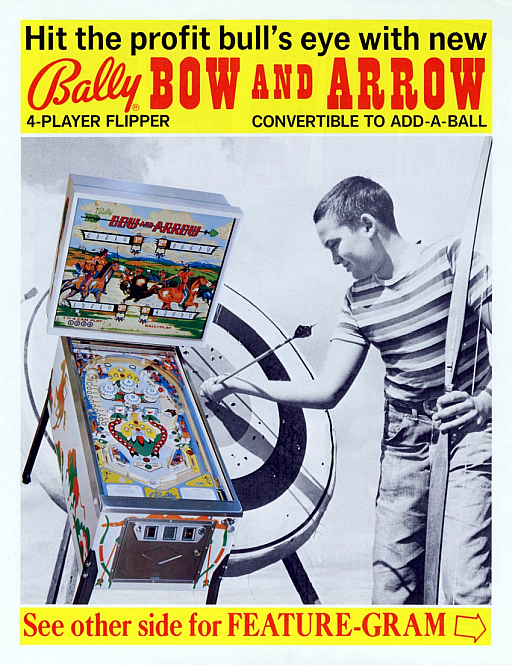 Hit the profit bull's eye with new
Bally® BOW AND ARROW
4-PLAYER FLIPPER CONVERTIBLE TO ADD-A-BALL
Bally
BOW AND ARROW
Bally
See other side for FEATURE-GRAM